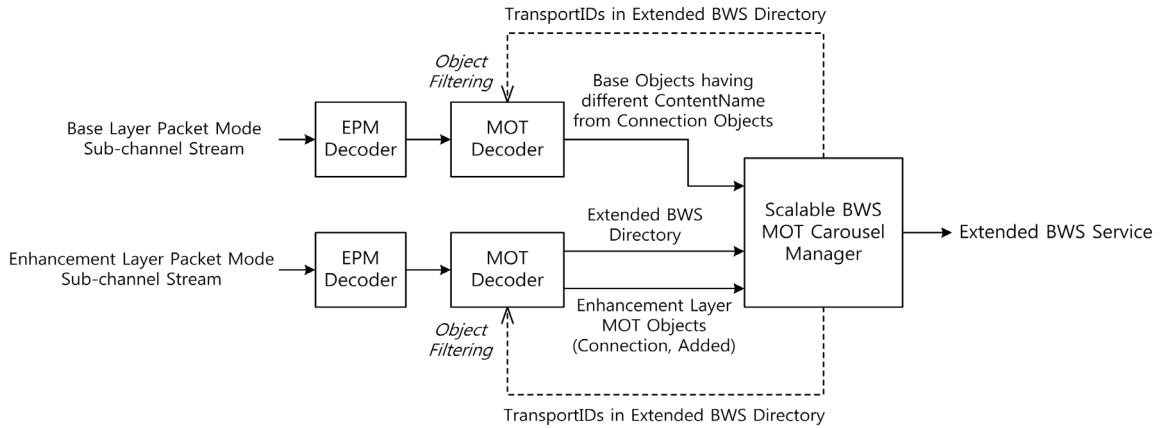 TransportIDs in Extended BWS Directory
Object
Filtering
Base Objects having
different ContentName
from Connection Objects
Base Layer Packet Mode
Sub-channel Stream
EPM
Decoder
MOT
Decoder
Scalable BWS
MOT Carousel
Manager
Extended BWS Service
Extended BWS
Directory
Enhancement Layer Packet Mode
Sub-channel Stream
EPM
Decoder
MOT
Decoder
Enhancement Layer
MOT Objects
(Connection, Added)
Object
Filtering
TransportIDs in Extended BWS Directory